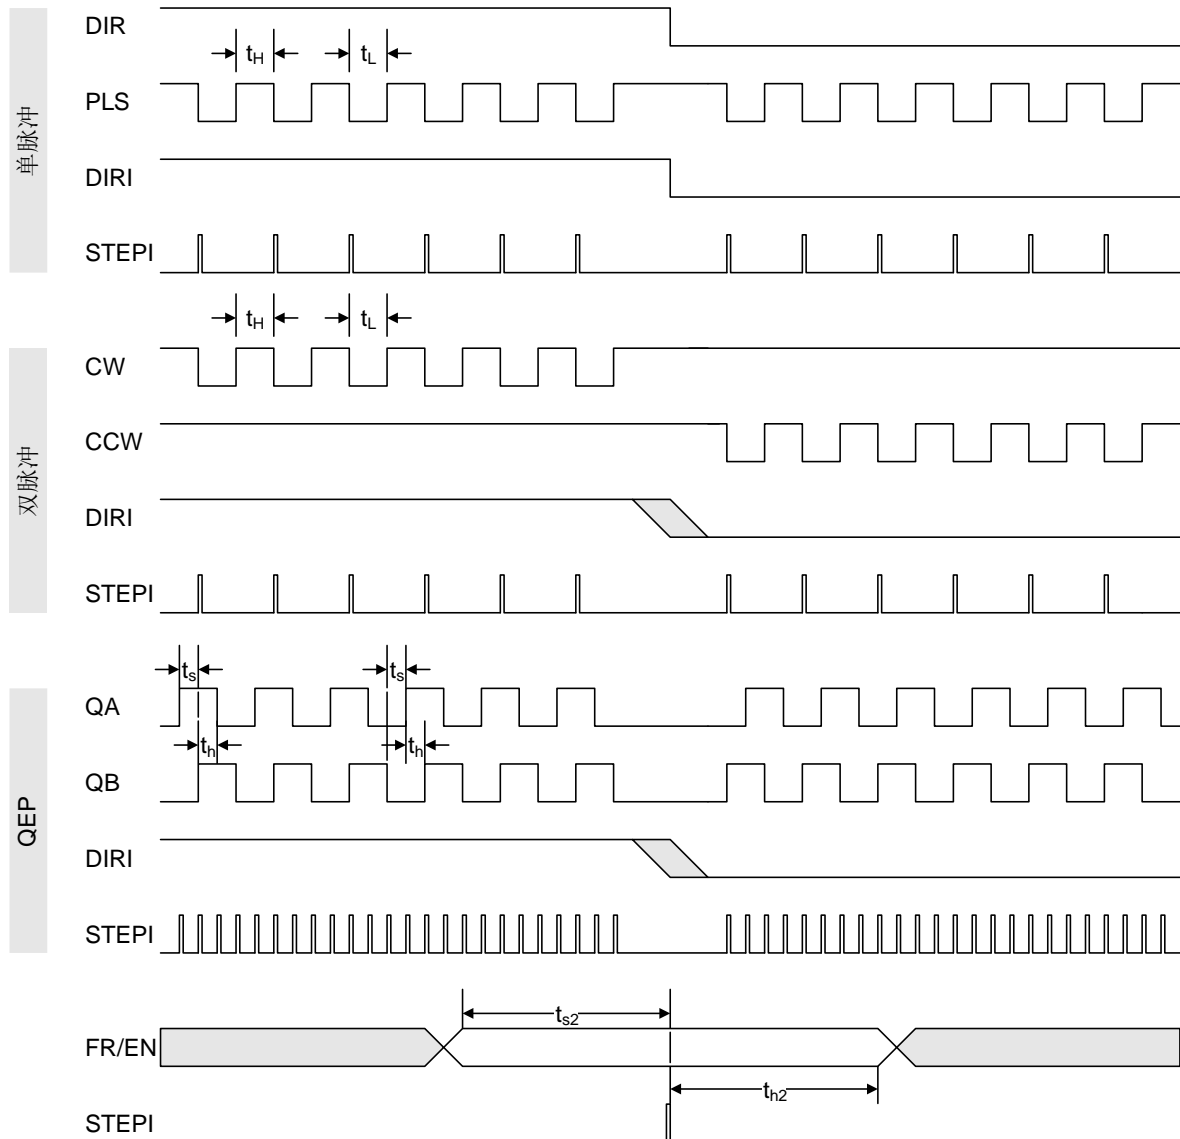 单脉冲
DIR
tH
tL
PLS
DIRI
STEPI
双脉冲
tH
tL
CW
CCW
DIRI
STEPI
QEP
ts
ts
QA
th
th
QB
DIRI
STEPI
ts2
FR/EN
th2
STEPI